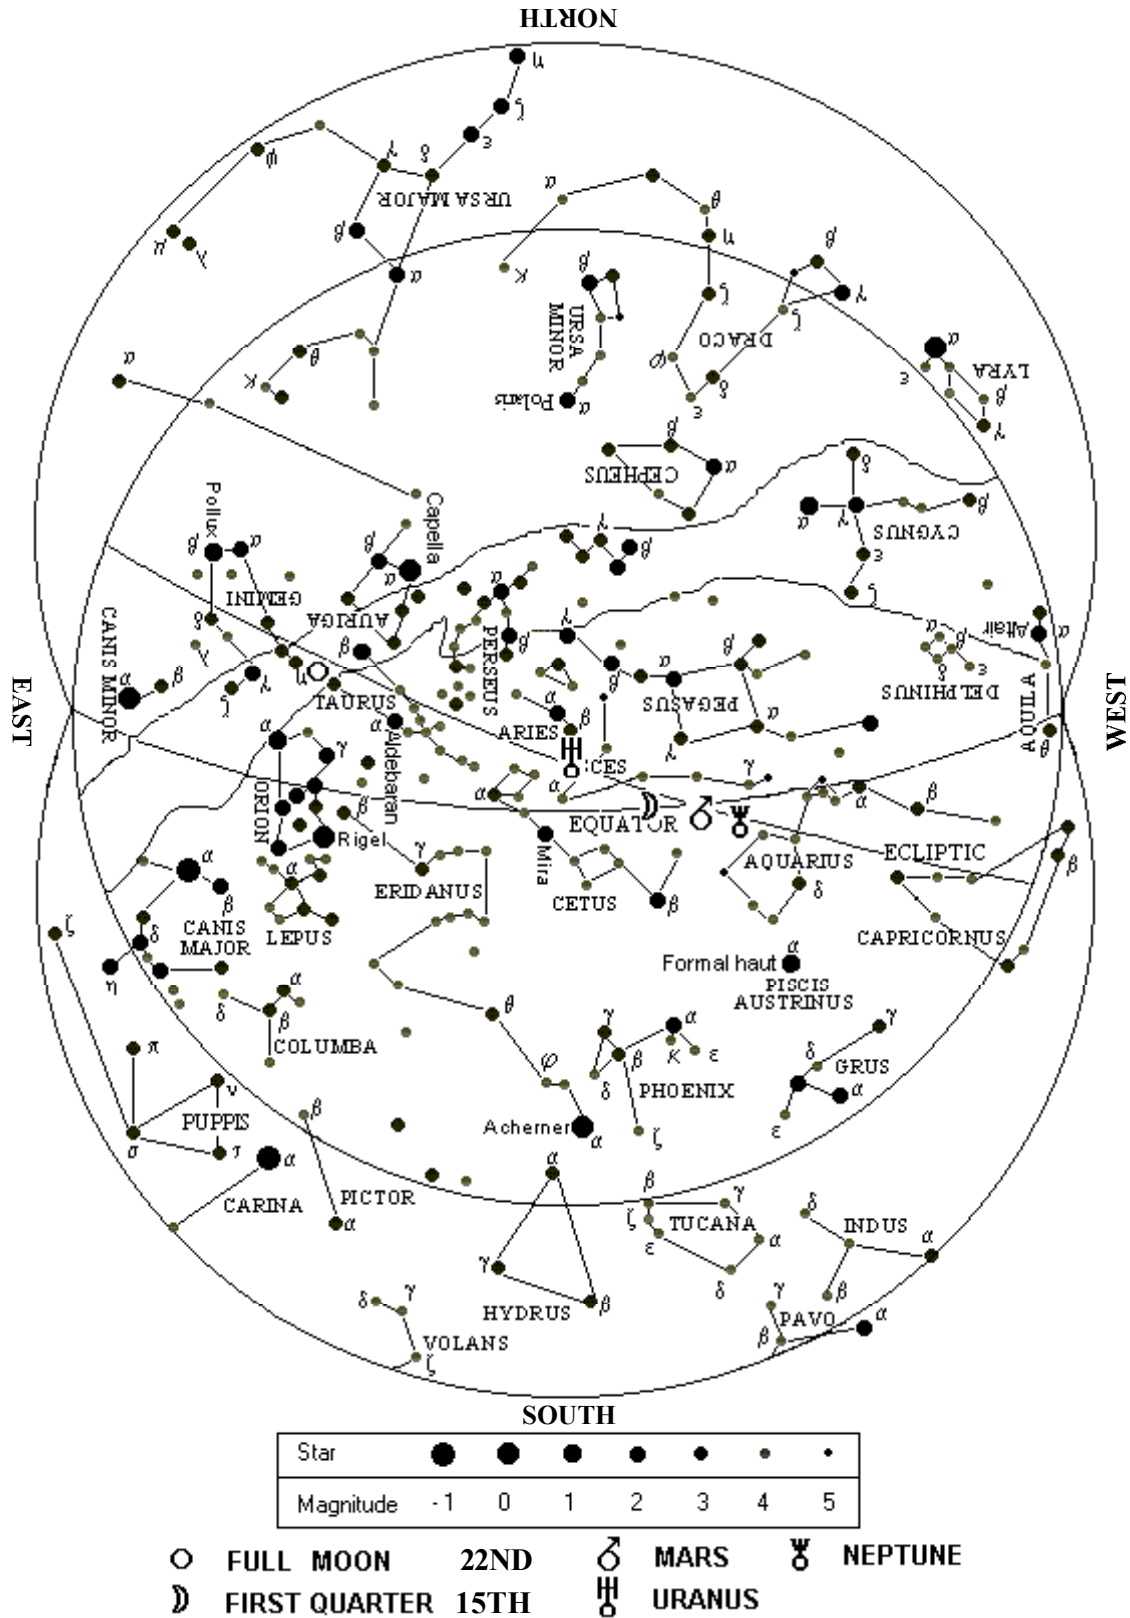 NORTH
η
ζ
ε
ψ
γ
δ
URSA MAJOR
α
θ
μ
λ
β
η
κ
α
β
β
ζ
γ
URSA
MINOR
DRACO
α
φ
δ
ε
α
θ
κ
Polaris
α
ε
LYRA
β
γ
β
CEPHEUS
α
δ
Capella
Pollux
β
α
α
γ
β
CYGNUS
γ
β
β
α
ε
GEMINI
α
ζ
CANIS MINOR
δ
AURIGA
PERSEUS
γ
β
β
Altair
α
λ
β
β
α
β
DELPHINUS
ε
EAST
WEST
α
β
γ
η
ζ
TAURUS
θ
α
PEGASUS
AQUILA
α
ARIES
β
α
θ
α
γ
Aldebaran
γ
CES
α
γ
ORION
β
α
EQUATOR
α
β
Rigel
Mira
AQUARIUS
ECLIPTIC
β
α
α
γ
ERIDANUS
CETUS
β
δ
β
CANIS
MAJOR
LEPUS
CAPRICORNUS
ζ
δ
α
Formal haut
PISCIS
AUSTRINUS
η
δ
α
β
θ
γ
α
γ
COLUMBA
β
κ
ε
δ
GRUS
π
φ
δ
PHOENIX
α
ν
β
ε
PUPPIS
Acherner
α
ζ
σ
τ
α
α
β
γ
δ
CARINA
PICTOR
α
ζ
TUCANA
INDUS
ε
α
α
γ
δ
β
δ
γ
HYDRUS
β
γ
PAVO
α
VOLANS
β
ζ
SOUTH
Star
Magnitude -1 0 1 2 3 4 5
FULL MOON 22ND MARS NEPTUNE
FIRST QUARTER 15TH URANUS